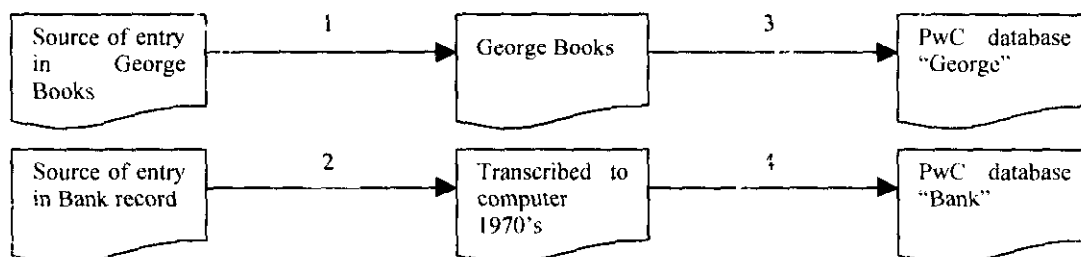 1
3
Source of entry
in George
Books
George Books
PwC database
“George”
2
4
Source of entry
in Bank record
Transcribed to
computer
1970's
PwC database
“Bank”